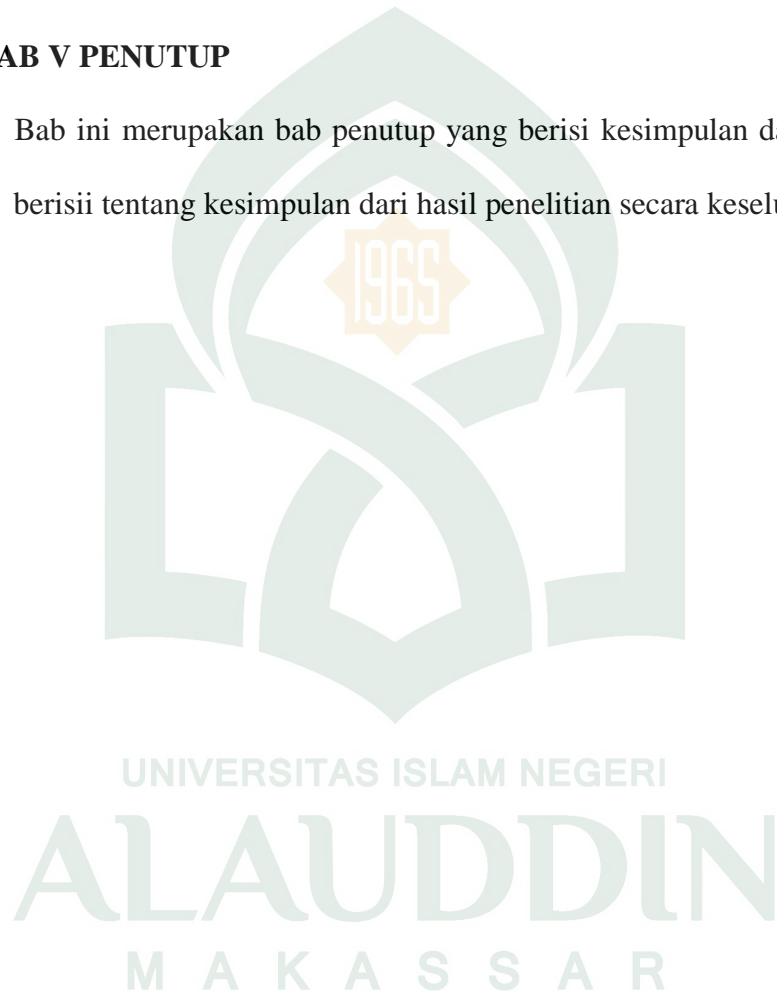 AB V PENUTUP
Bab ini merupakan bab penutup yang berisi kesimpulan da
berisii tentang kesimpulan dari hasil penelitian secara keselu
1965
UNIVERSITAS ISLAM NEGERI
ALAUDDIN
MAKASSAR